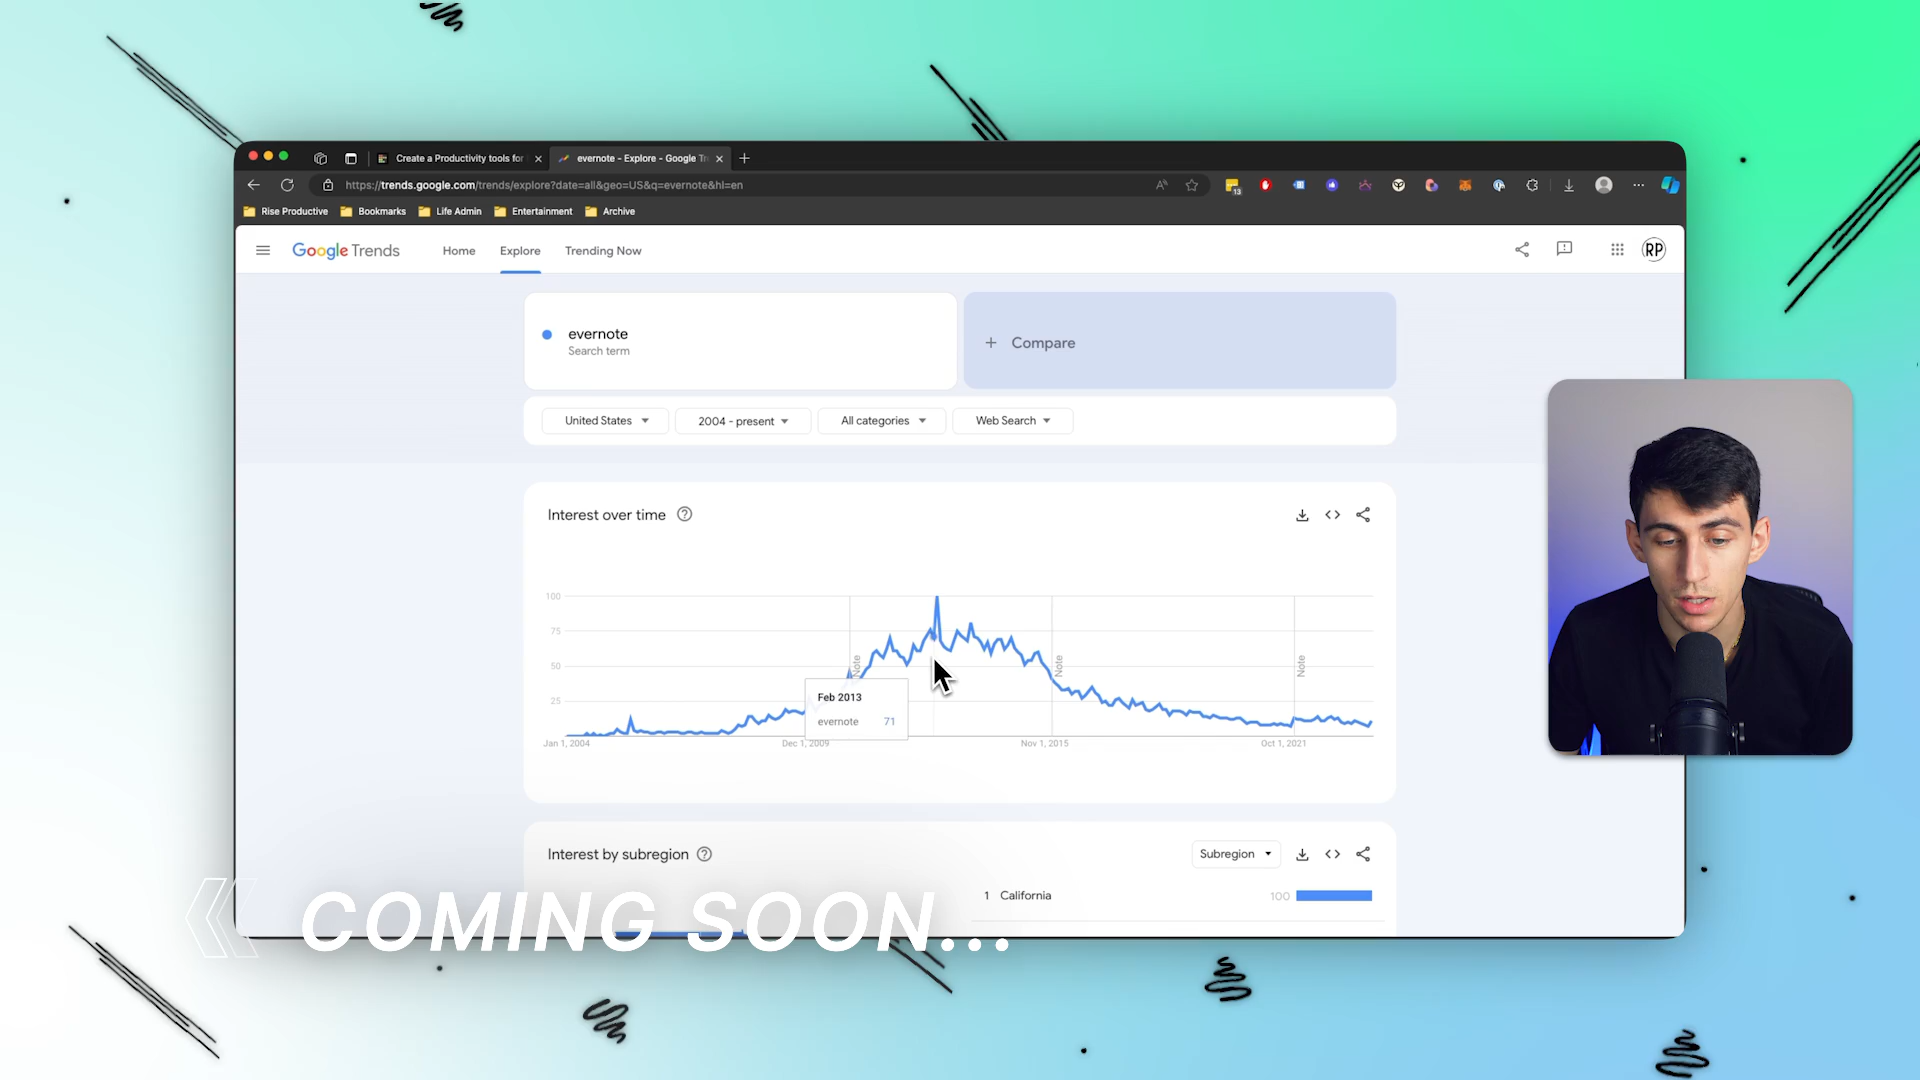 Create a Productivity tools for
evernote - Explore - Google Tr
https://trends.google.com/trends/explore?date=all&geo=US&q=evernote&hl=en
13
Rise Productive
Bookmarks
Life Admin
Entertainment
Archive
Google Trends
Home
Explore
Trending Now
RP
evernote
Search term
+ Compare
United States
2004 - present
All categories
Web Search
Interest over time
100
75
50
25
Note
Note
Note
Feb 2013
evernote 71
Jan 1, 2004
Dec 1, 2009
Nov 1, 2015
Oct 1, 2021
Interest by subregion
Subregion
1 California 100
COMING SOON...